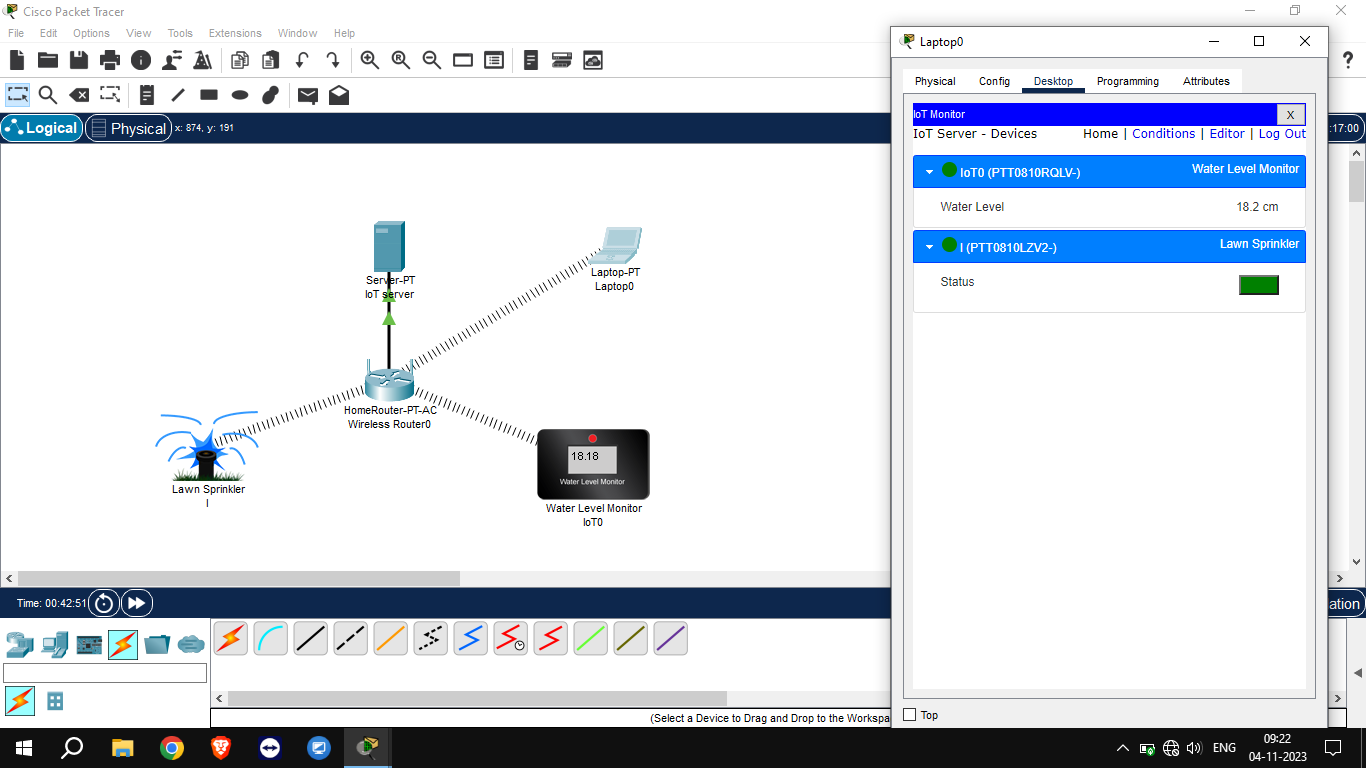 Cisco Packet Tracer
File Edit Options View Tools Extensions Window Help
Logical Physical x: 874, y: 191
:17:00
Server-PT
IoT server
Laptop-PT
Laptop0
HomeRouter-PT-AC
Wireless Router0
Lawn Sprinkler
I
18.18
Water Level Monitor
Water Level Monitor
IoT0
Time: 00:42:51
ation
(Select a Device to Drag and Drop to the Workspa
Laptop0
Physical Config Desktop Programming Attributes
IoT Monitor X
IoT Server - Devices Home | Conditions | Editor | Log Out
IoT0 (PTT0810RQLV-) Water Level Monitor
Water Level 18.2 cm
I (PTT0810LZV2-) Lawn Sprinkler
Status
Top
ENG
09:22
04-11-2023